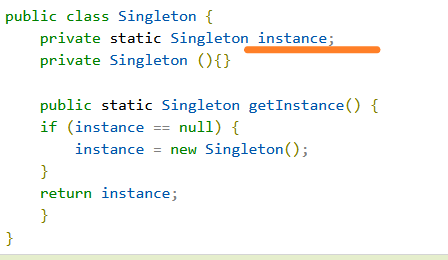 public class Singleton {
    private static Singleton instance;
    private Singleton (){}

    public static Singleton getInstance() {
    if (instance == null) {
        instance = new Singleton();
    }
    return instance;
    }
}